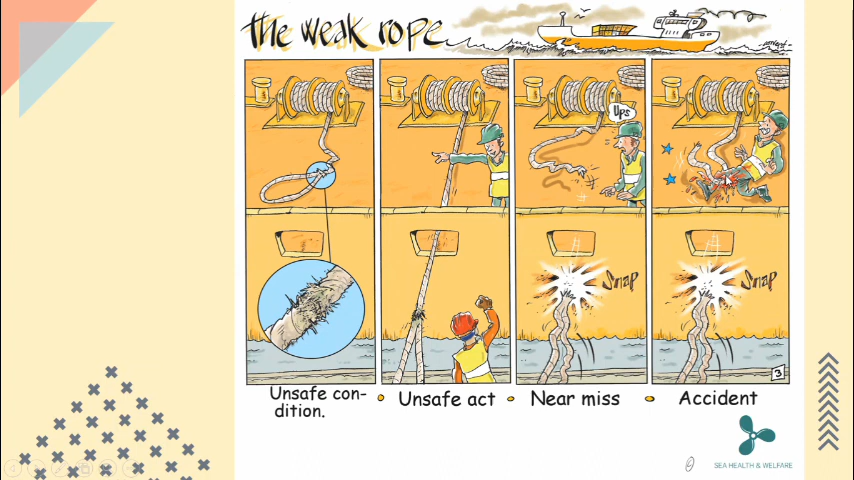 the weak rope
Ups
Snap
Snap
3
Unsafe con-
dition.
Unsafe act
Near miss
Accident
SEA HEALTH & WELFARE